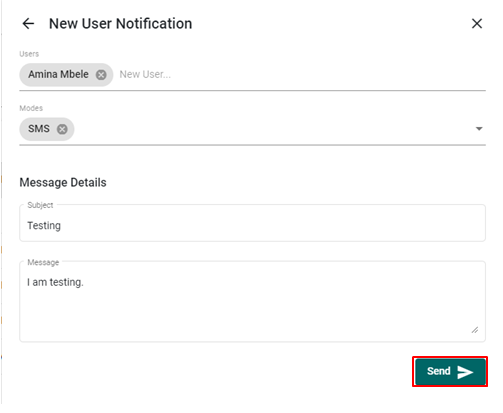 New User Notification
Users
Amina Mbele New User...
Modes
SMS
Message Details
Subject
Testing
Message
I am testing.
Send